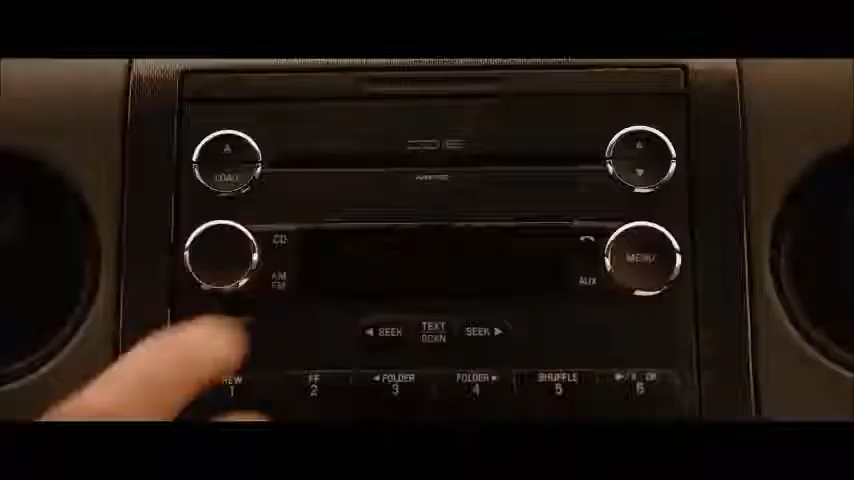 LOAD
CD
MENU
AM
FM
AUX
SEEK TEXT SCAN SEEK
REW FF FOLDER FOLDER SHUFFLE
1 2 3 4 5 6